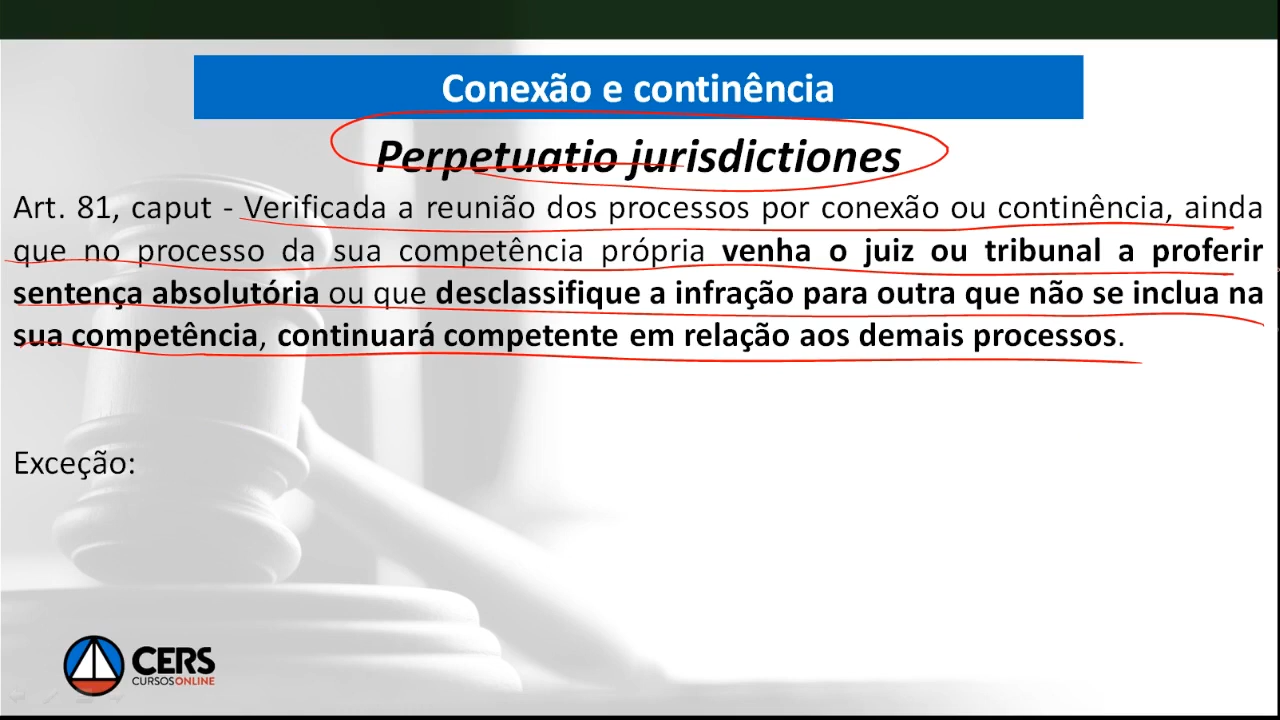 Conexão e continência
Perpetuatio jurisdictiones
Art. 81, caput - Verificada a reunião dos processos por conexão ou continência, ainda
que no processo da sua competência própria venha o juiz ou tribunal a proferir
sentença absolutória ou que desclassifique a infração para outra que não se inclua na
sua competência, continuará competente em relação aos demais processos.
Exceção:
CERS
CURSOSONLINE